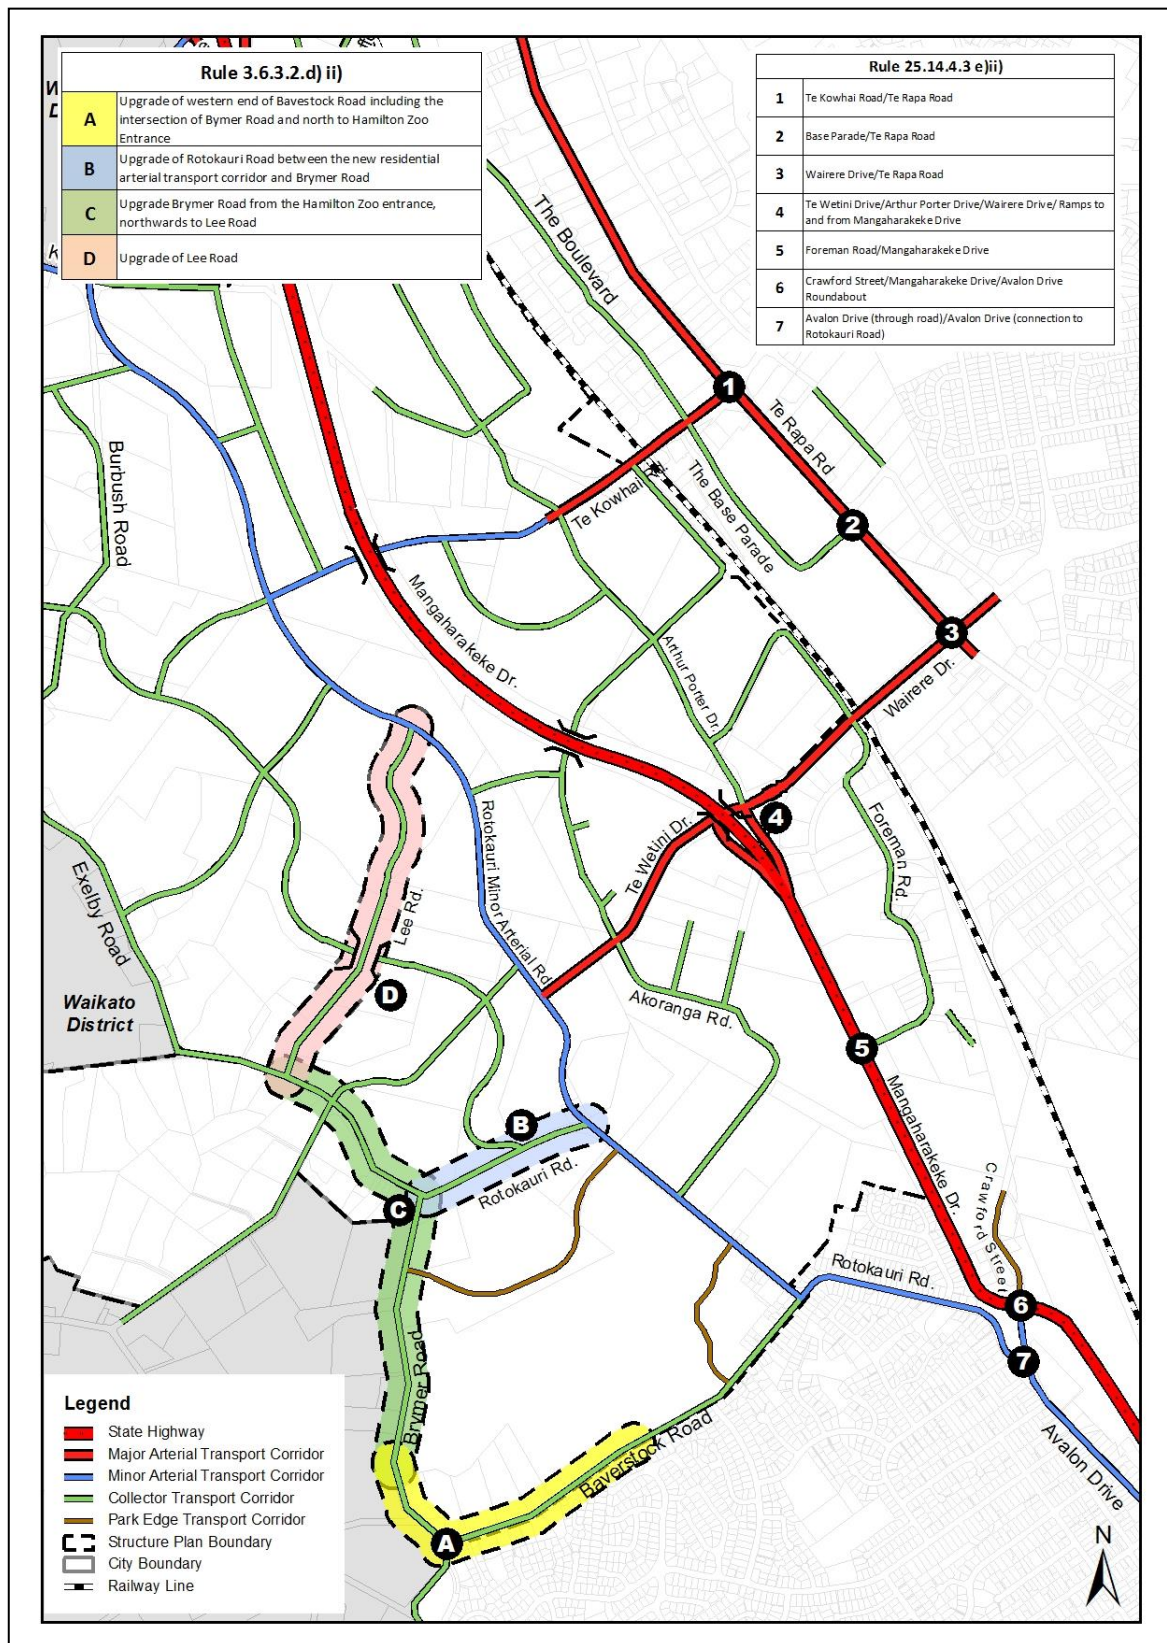 Rule 3.6.3.2.d) ii)
A
Upgrade of western end of Bavestock Road including the
intersection of Bymer Road and north to Hamilton Zoo
Entrance
B
Upgrade of Rotokauri Road between the new residential
arterial transport corridor and Brymer Road
C
Upgrade Brymer Road from the Hamilton Zoo entrance,
northwards to Lee Road
D
Upgrade of Lee Road
Rule 25.14.4.3 e)ii)
1
Te Kowhai Road/Te Rapa Road
2
Base Parade/Te Rapa Road
3
Wairere Drive/Te Rapa Road
4
Te Wetini Drive/Arthur Porter Drive/Wairere Drive/ Ramps to
and from Mangaharakeke Drive
5
Foreman Road/Mangaharakeke Drive
6
Crawford Street/Mangaharakeke Drive/Avalon Drive
Roundabout
7
Avalon Drive (through road)/Avalon Drive (connection to
Rotokauri Road)
The Boulevard
1
Te Rapa Rd
Burbush Road
Te Kowhai Rd
The Base Parade
2
Mangaharakeke Dr.
Arthur Porter Dr.
3
Wairere Dr.
4
Rotokauri Minor Arterial Rd
Te Wetini Dr.
Foreman Rd.
Exelby Road
Lee Rd.
Waikato
District
D
Akoranga Rd.
5
Mangaharakeke Dr.
B
Rotokauri Rd.
C
Crawford Street
Rotokauri Rd.
6
7
Brymer Road
Baverstock Road
Avalon Drive
A
N
Legend
State Highway
Major Arterial Transport Corridor
Minor Arterial Transport Corridor
Collector Transport Corridor
Park Edge Transport Corridor
Structure Plan Boundary
City Boundary
Railway Line